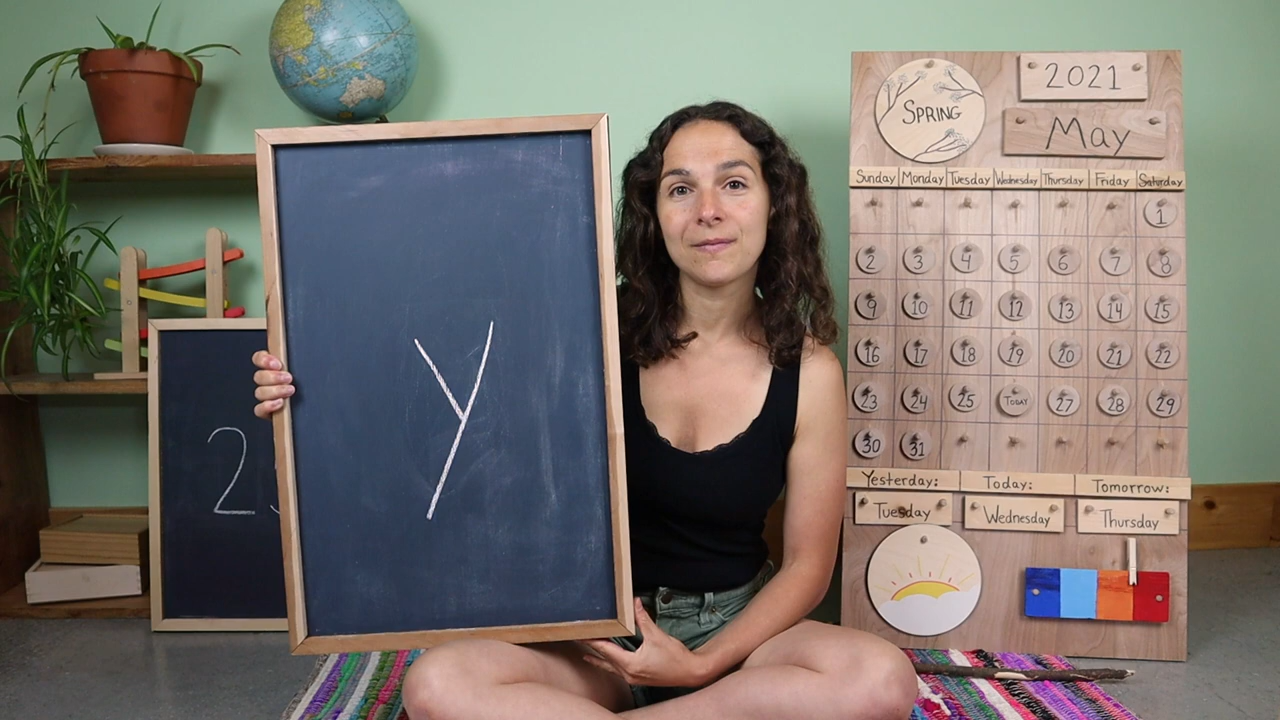 y
2
SPRING
2021
May
Sunday Monday Tuesday Wednesday Thursday Friday Saturday
1
2 3 4 5 6 7 8
9 10 11 12 13 14 15
16 17 18 19 20 21 22
23 24 25 TODAY 27 28 29
30 31
Yesterday: Today: Tomorrow:
Tuesday Wednesday Thursday